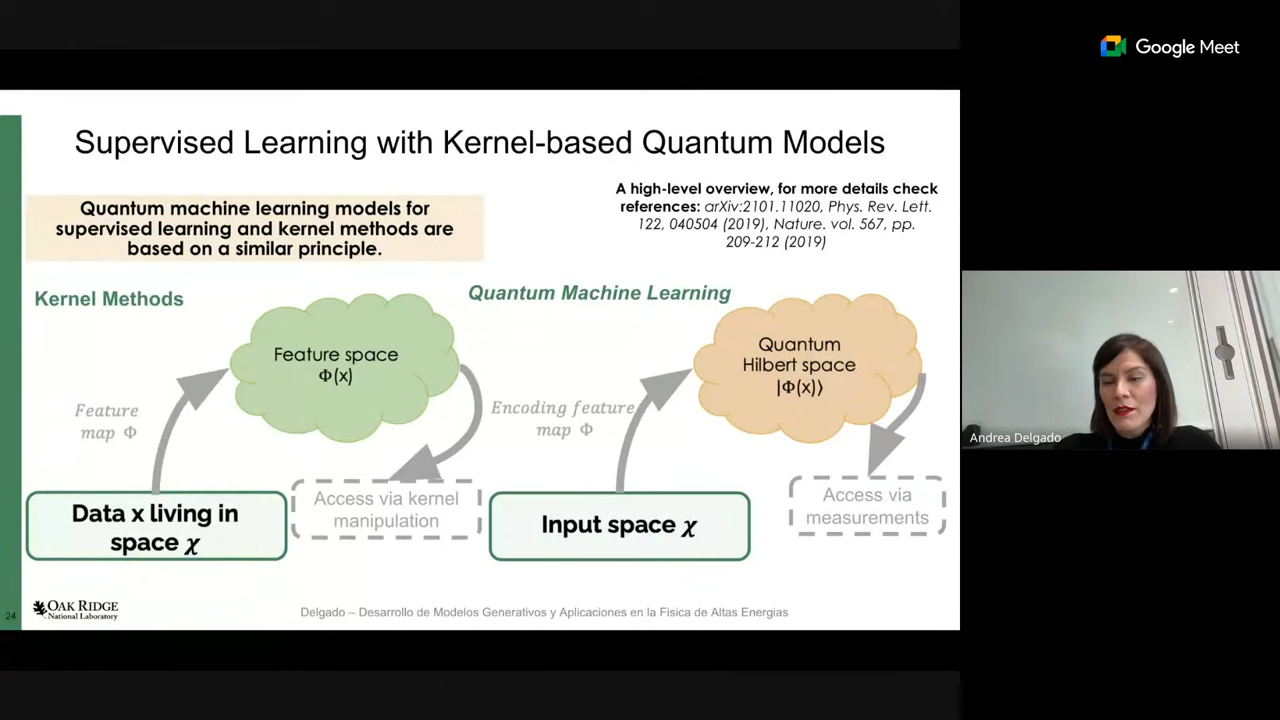 Google Meet
Supervised Learning with Kernel-based Quantum Models
Quantum machine learning models for
supervised learning and kernel methods are
based on a similar principle.
A high-level overview, for more details check
references: arXiv:2101.11020, Phys. Rev. Lett.
122, 040504 (2019), Nature. vol. 567, pp.
209-212 (2019)
Kernel Methods
Feature space
Φ(x)
Feature
map Φ
Data x living in
space χ
Access via kernel
manipulation
Quantum Machine Learning
Quantum
Hilbert space
|Φ(x)⟩
Encoding feature
map Φ
Input space χ
Access via
measurements
24
OAK RIDGE
National Laboratory
Delgado – Desarrollo de Modelos Generativos y Aplicaciones en la Fisica de Altas Energias
Andrea Delgado